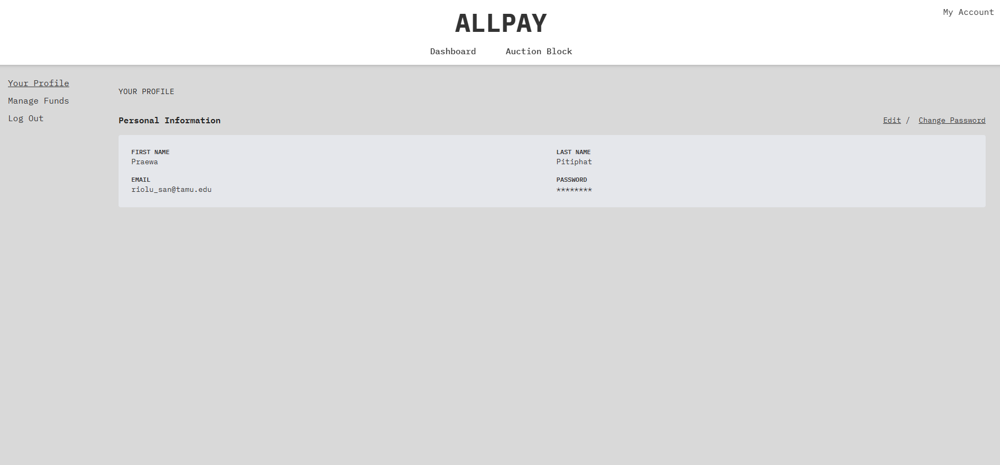 My Account
ALLPAY
Dashboard Auction Block
Your Profile
Manage Funds
Log Out
YOUR PROFILE
Personal Information Edit / Change Password
FIRST NAME LAST NAME
Praewa Pitiphat
EMAIL PASSWORD
riolu_san@tamu.edu ********